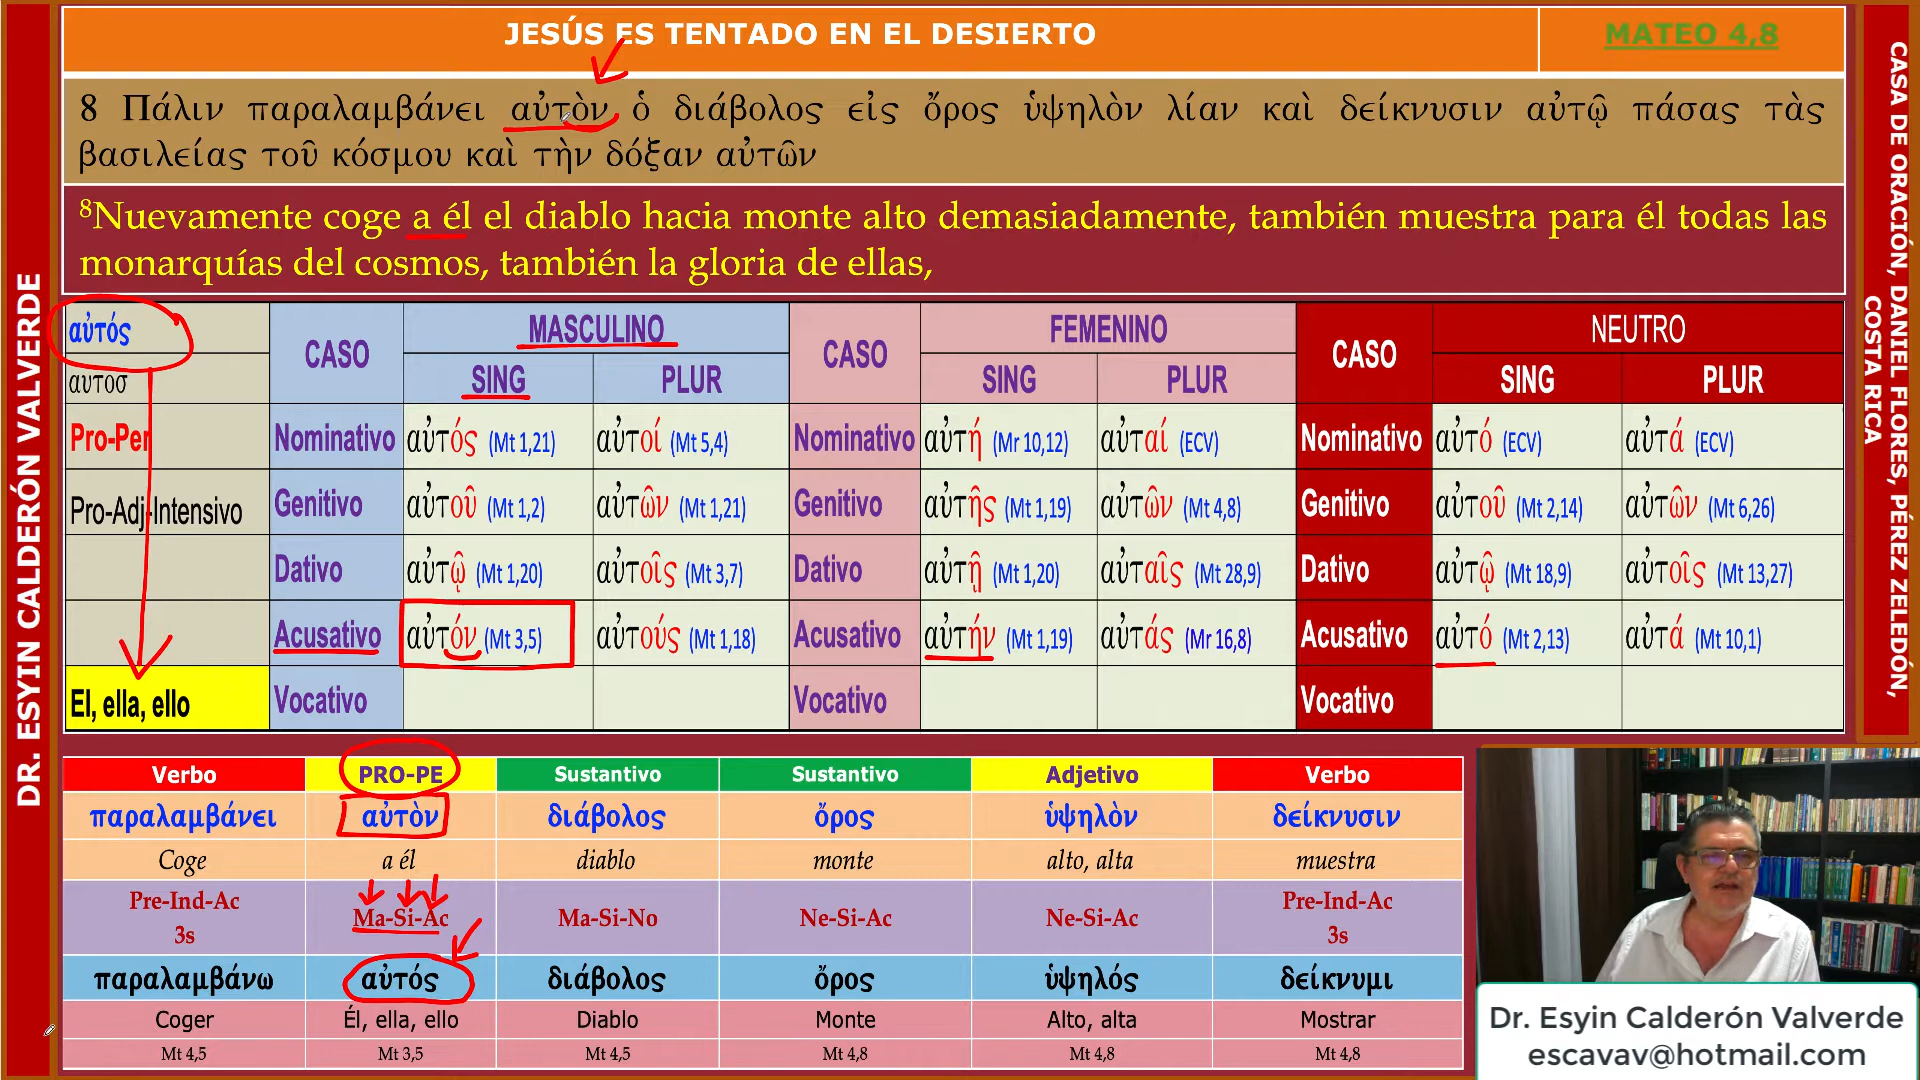 JESÚS ES TENTADO EN EL DESIERTO
MATEO 4,8
8 Πάλιν παραλαμβάνει αὐτὸν ὁ διάβολος εἰς ὄρος ὑψηλὸν λίαν καὶ δείκνυσιν αὐτῷ πάσας τὰς
βασιλείας τοῦ κόσμου καὶ τὴν δόξαν αὐτῶν
8Nuevamente coge a él el diablo hacia monte alto demasiadamente, también muestra para él todas las
monarquías del cosmos, también la gloria de ellas,
αὐτός CASO MASCULINO CASO FEMENINO CASO NEUTRO
αυτοσ SING PLUR SING PLUR SING PLUR
Pro-Per Nominativo αὐτός (Mt 1,21) αὐτοί (Mt 5,4) Nominativo αὐτή (Mr 10,12) αὐταί (ECV) Nominativo αὐτό (ECV) αὐτά (ECV)
Pro-Adj-Intensivo Genitivo αὐτοῦ (Mt 1,2) αὐτῶν (Mt 1,21) Genitivo αὐτῆς (Mt 1,19) αὐτῶν (Mt 4,8) Genitivo αὐτοῦ (Mt 2,14) αὐτῶν (Mt 6,26)
Dativo αὐτῷ (Mt 1,20) αὐτοῖς (Mt 3,7) Dativo αὐτῇ (Mt 1,20) αὐταῖς (Mt 28,9) Dativo αὐτῷ (Mt 18,9) αὐτοῖς (Mt 13,27)
Acusativo αὐτόν (Mt 3,5) αὐτούς (Mt 1,18) Acusativo αὐτήν (Mt 1,19) αὐτάς (Mr 16,8) Acusativo αὐτό (Mt 2,13) αὐτά (Mt 10,1)
El, ella, ello Vocativo Vocativo Vocativo
Verbo PRO-PE Sustantivo Sustantivo Adjetivo Verbo
παραλαμβάνει αὐτὸν διάβολος ὄρος ὑψηλὸν δείκνυσιν
Coge a él diablo monte alto, alta muestra
Pre-Ind-Ac 3s Ma-Si-Ac Ma-Si-No Ne-Si-Ac Ne-Si-Ac Pre-Ind-Ac 3s
παραλαμβάνω αὐτός διάβολος ὄρος ὑψηλός δείκνυμι
Coger Él, ella, ello Diablo Monte Alto, alta Mostrar
Mt 4,5 Mt 3,5 Mt 4,5 Mt 4,8 Mt 4,8 Mt 4,8
DR. ESYIN CALDERÓN VALVERDE
CASA DE ORACIÓN, DANIEL FLORES, PÉREZ ZELEDÓN,
COSTA RICA
Dr. Esyin Calderón Valverde
escavav@hotmail.com